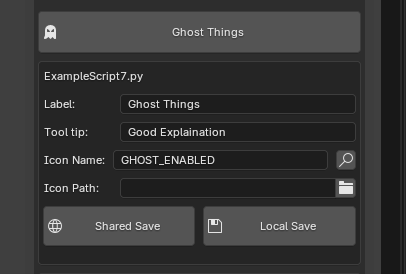 Ghost Things
ExampleScript7.py
Label: Ghost Things
Tool tip: Good Explaination
Icon Name: GHOST_ENABLED
Icon Path:
Shared Save Local Save